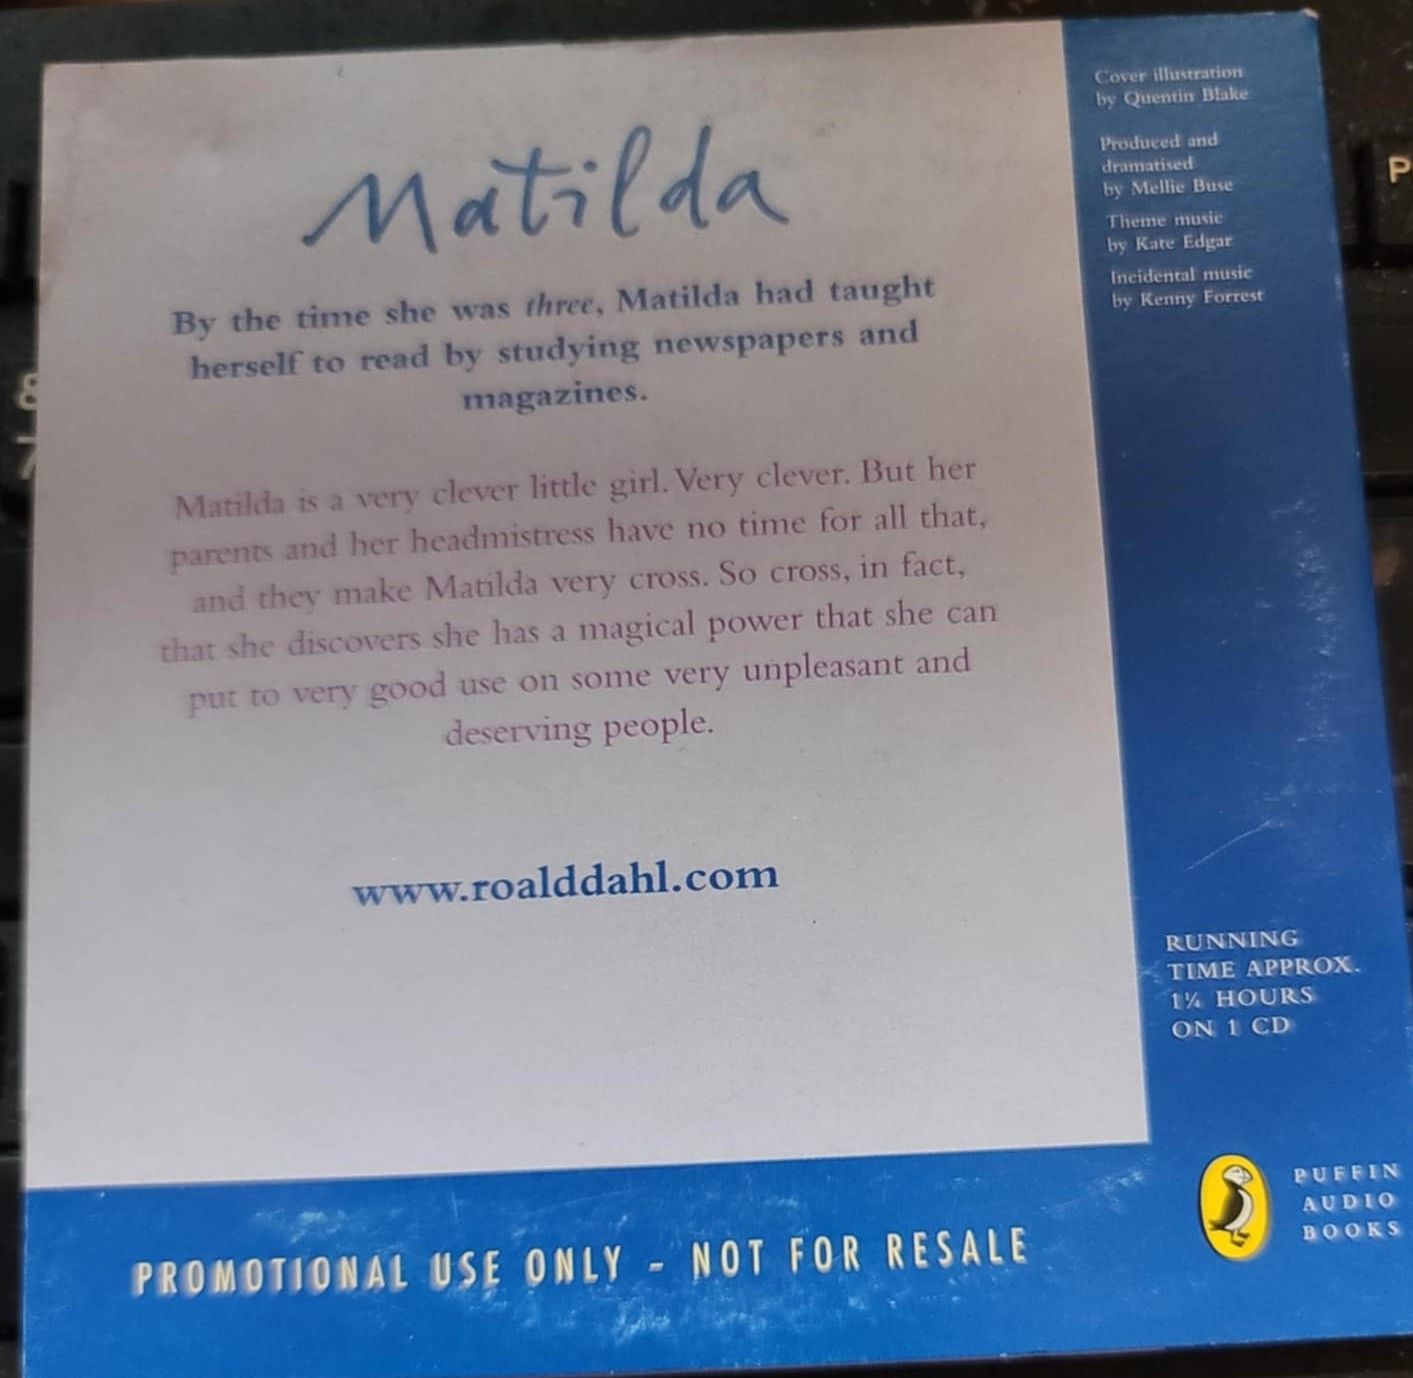 Matilda
By the time she was three, Matilda had taught
herself to read by studying newspapers and
magazines.
Matilda is a very clever little girl. Very clever. But her
parents and her headmistress have no time for all that,
and they make Matilda very cross. So cross, in fact,
that she discovers she has a magical power that she can
put to very good use on some very unpleasant and
deserving people.
www.roalddahl.com
Cover illustration
by Quentin Blake
Produced and
dramatised
by Mellie Buse
Theme music
by Kate Edgar
Incidental music
by Kenny Forrest
RUNNING
TIME APPROX.
1¼ HOURS
ON 1 CD
PUFFIN
AUDIO
BOOKS
PROMOTIONAL USE ONLY - NOT FOR RESALE
8
7
P